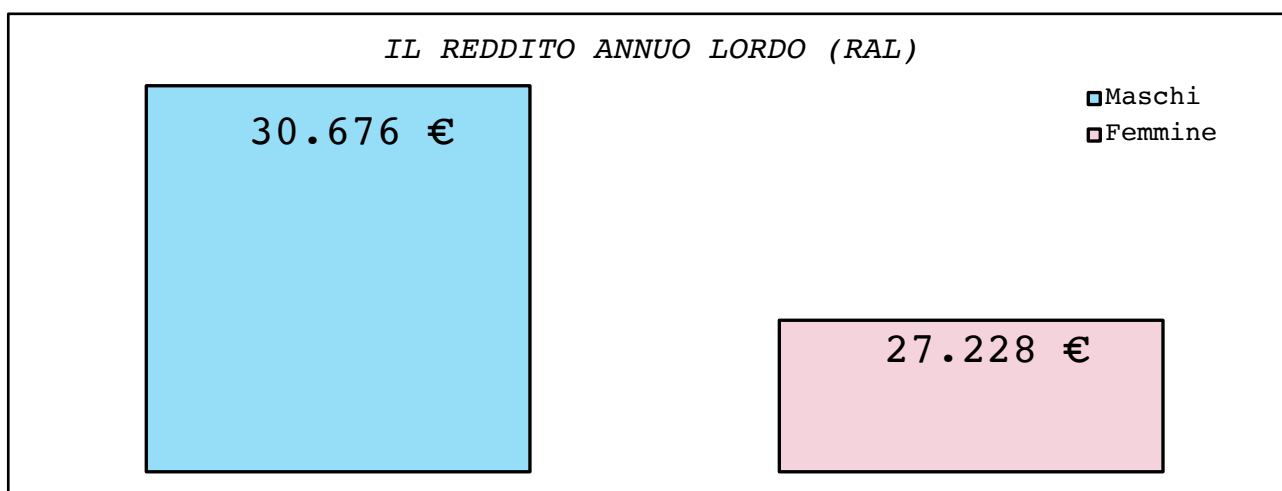 IL REDDITO ANNUO LORDO (RAL)
Maschi
30.676 €
Femmine
27.228 €